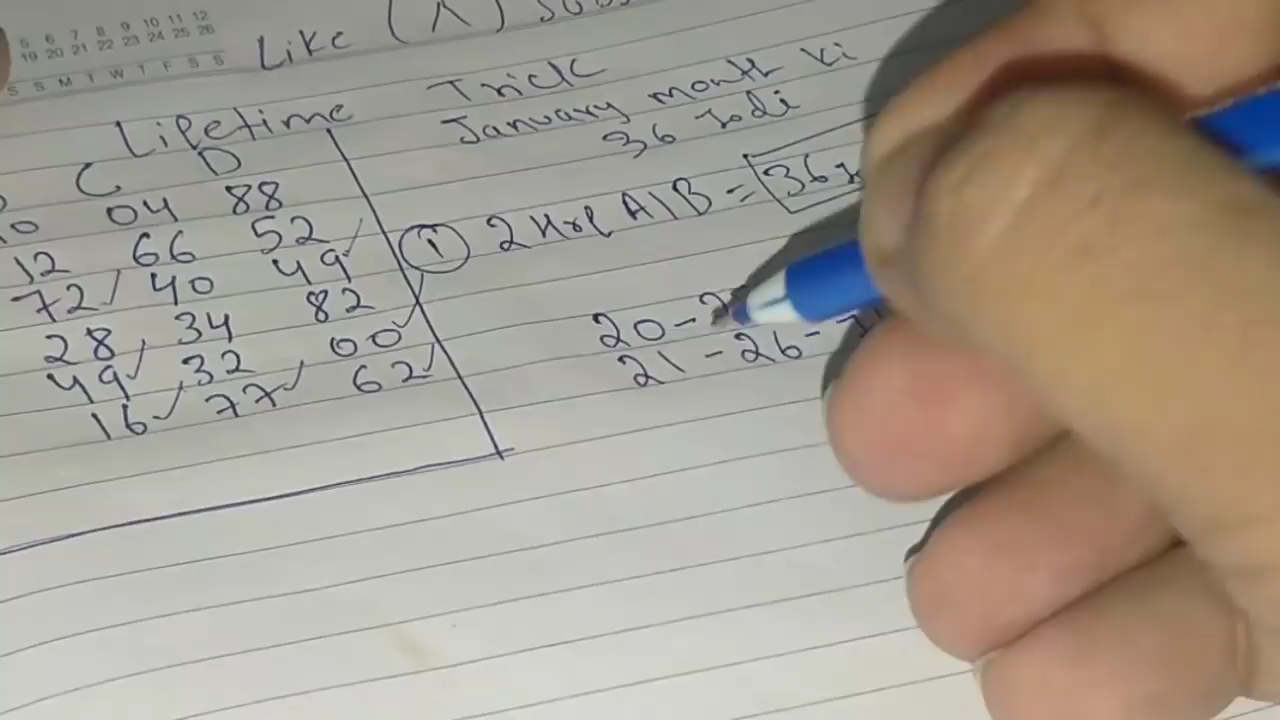 5 6 7 8 9 10 11 12
19 20 21 22 23 24 25 26
S S M T W T F S S
Like ( )
Lifetime Trick
January month ki
36 Jodi
C D
04 88
12 66 52
72 40 49
28 34 82
49 32 00
16 77 62
1 2 Hrf A|B = 36
20-
21-26-